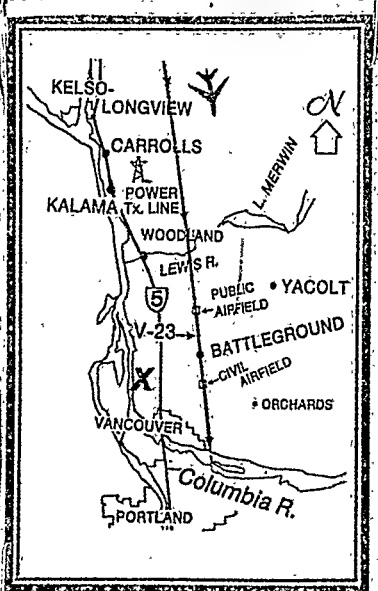 KELSO-
LONGVIEW
N
CARROLLS
POWER
KALAMA Tx. LINE
L. MERWIN
WOODLAND
LEWIS R.
5
PUBLIC
AIRFIELD
YACOLT
V-23
BATTLEGROUND
CIVIL
AIRFIELD
X
ORCHARDS
VANCOUVER
Columbia R.
PORTLAND